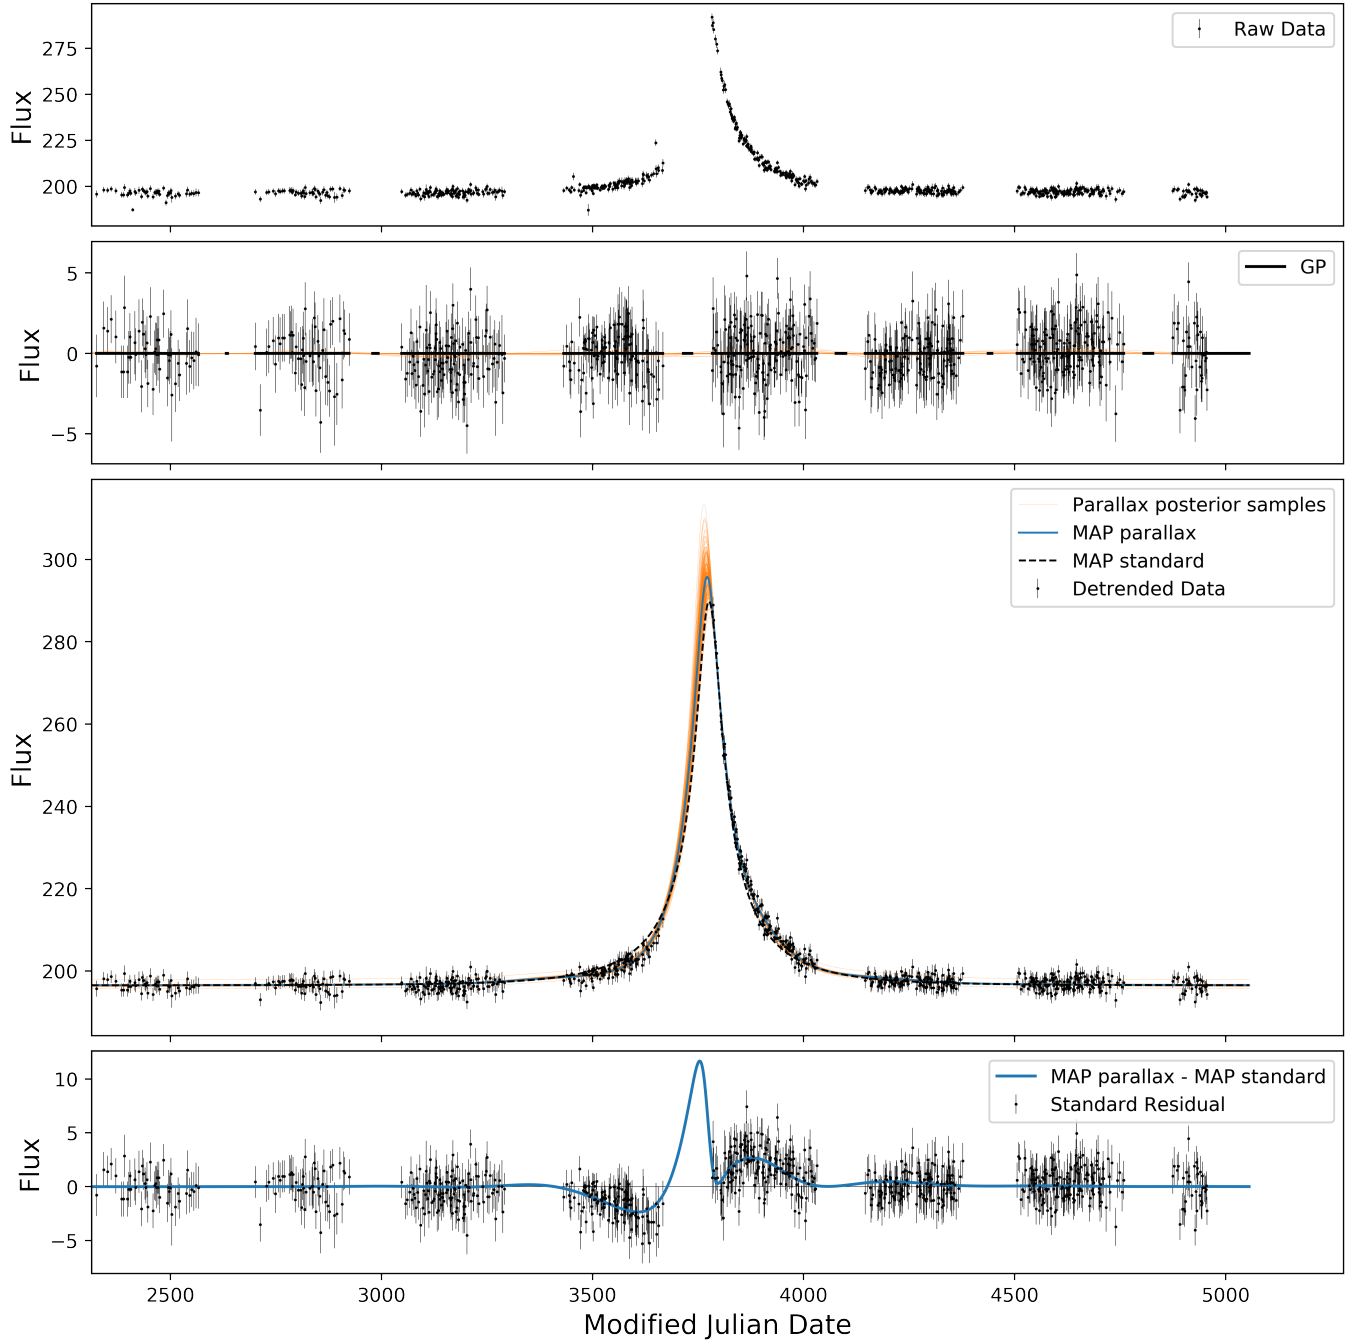 275
250
225
200
Flux
Raw Data
5
0
−5
Flux
GP
300
280
260
240
220
200
Flux
Parallax posterior samples
MAP parallax
MAP standard
Detrended Data
10
5
0
−5
Flux
MAP parallax - MAP standard
Standard Residual
2500 3000 3500 4000 4500 5000
Modified Julian Date